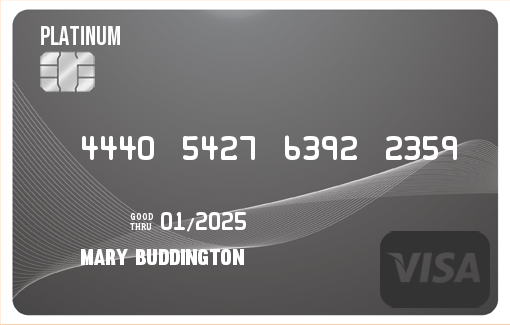 PLATINUM
4440 5427 6392 2359
GOOD THRU 01/2025
MARY BUDDINGTON
VISA